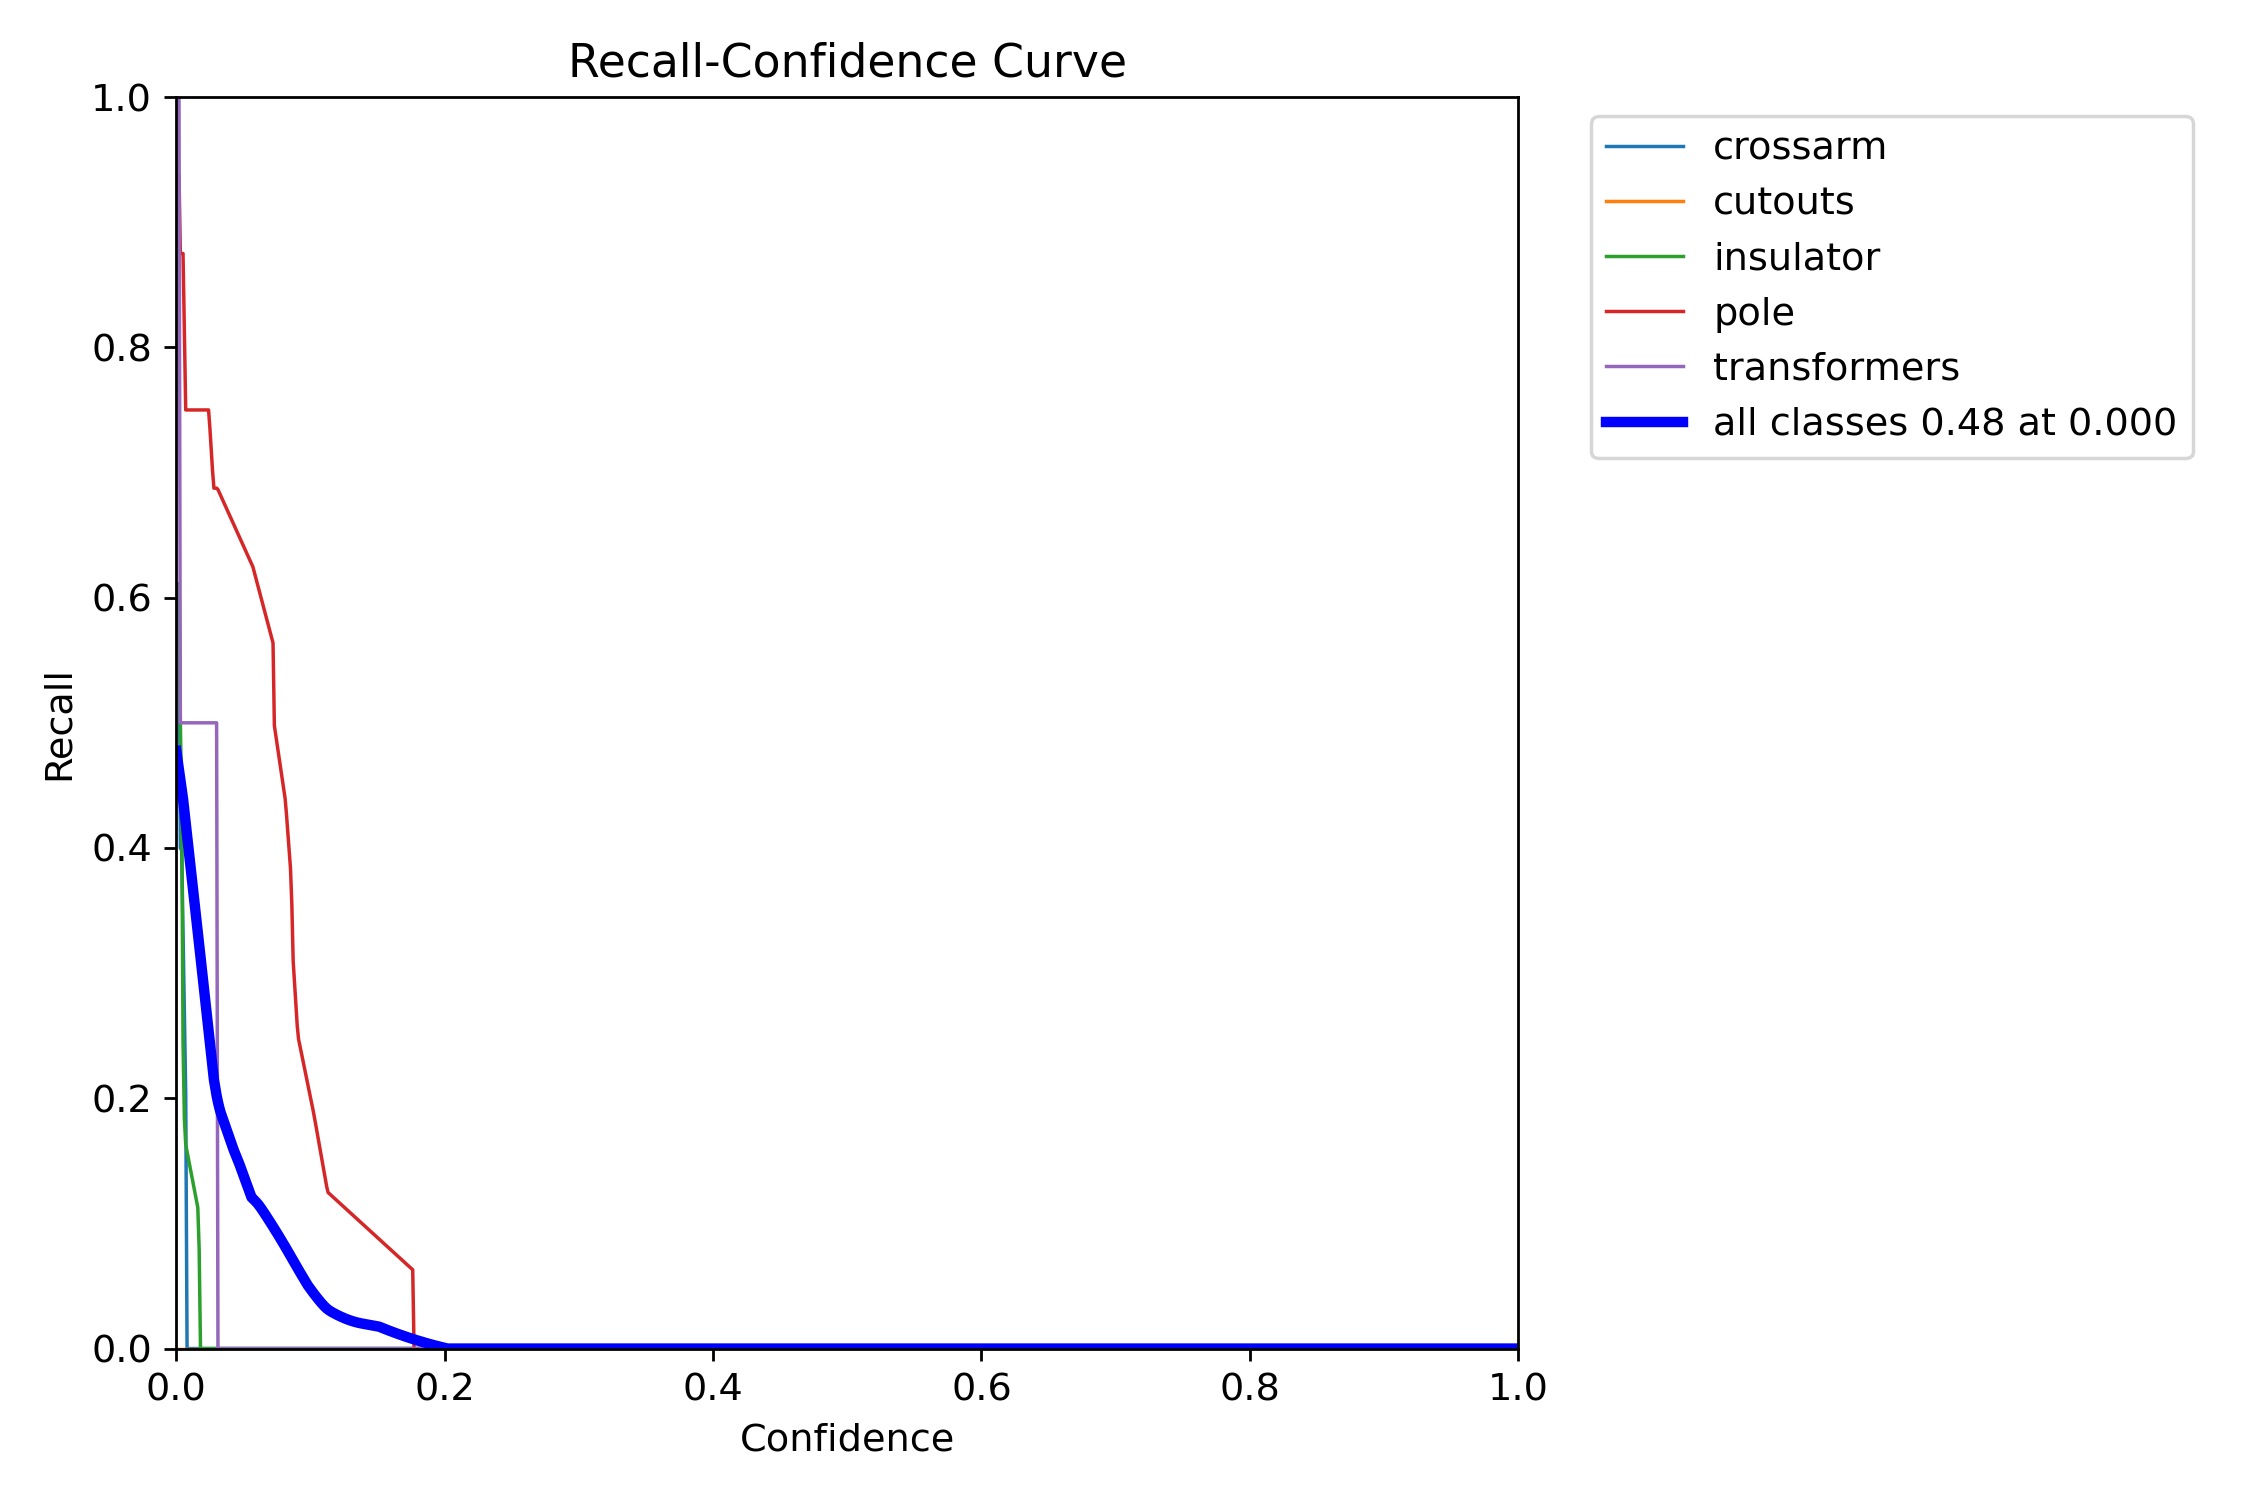 Recall-Confidence Curve
1.0
0.8
0.6
0.4
0.2
0.0
Recall
0.0 0.2 0.4 0.6 0.8 1.0
Confidence
crossarm
cutouts
insulator
pole
transformers
all classes 0.48 at 0.000